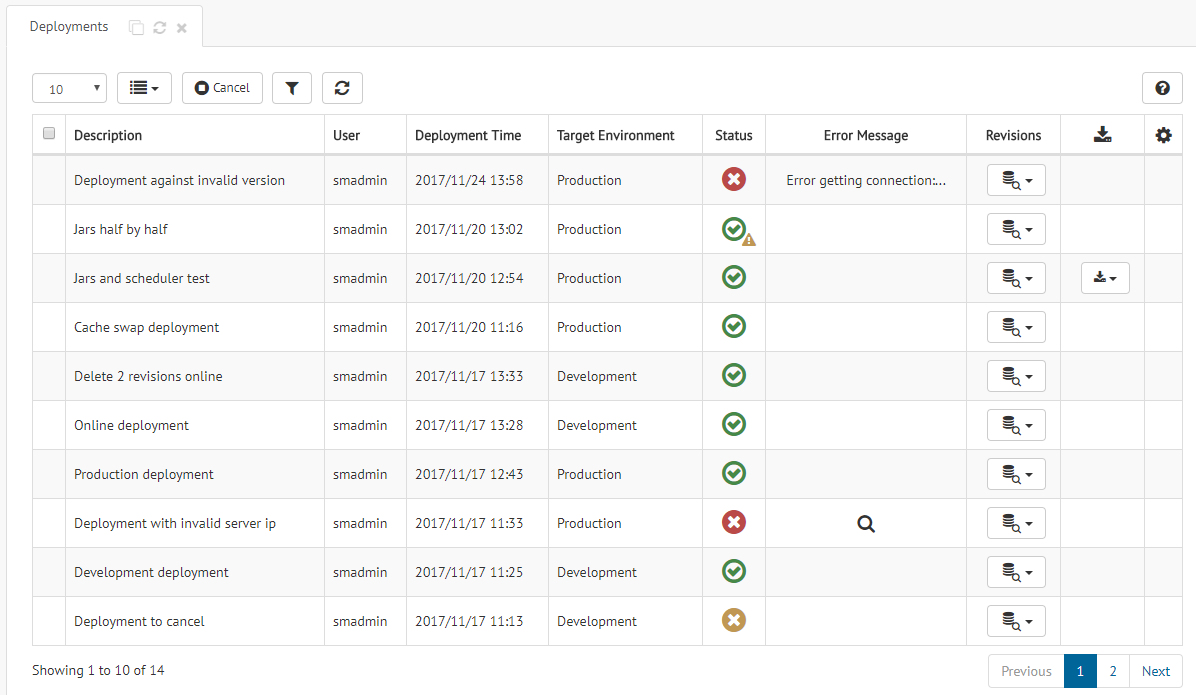 Deployments
10
Cancel
Description User Deployment Time Target Environment Status Error Message Revisions
Deployment against invalid version smadmin 2017/11/24 13:58 Production Error getting connection:...
Jars half by half smadmin 2017/11/20 13:02 Production
Jars and scheduler test smadmin 2017/11/20 12:54 Production
Cache swap deployment smadmin 2017/11/20 11:16 Production
Delete 2 revisions online smadmin 2017/11/17 13:33 Development
Online deployment smadmin 2017/11/17 13:28 Development
Production deployment smadmin 2017/11/17 12:43 Production
Deployment with invalid server ip smadmin 2017/11/17 11:33 Production
Development deployment smadmin 2017/11/17 11:25 Development
Deployment to cancel smadmin 2017/11/17 11:13 Development
Showing 1 to 10 of 14 Previous 1 2 Next